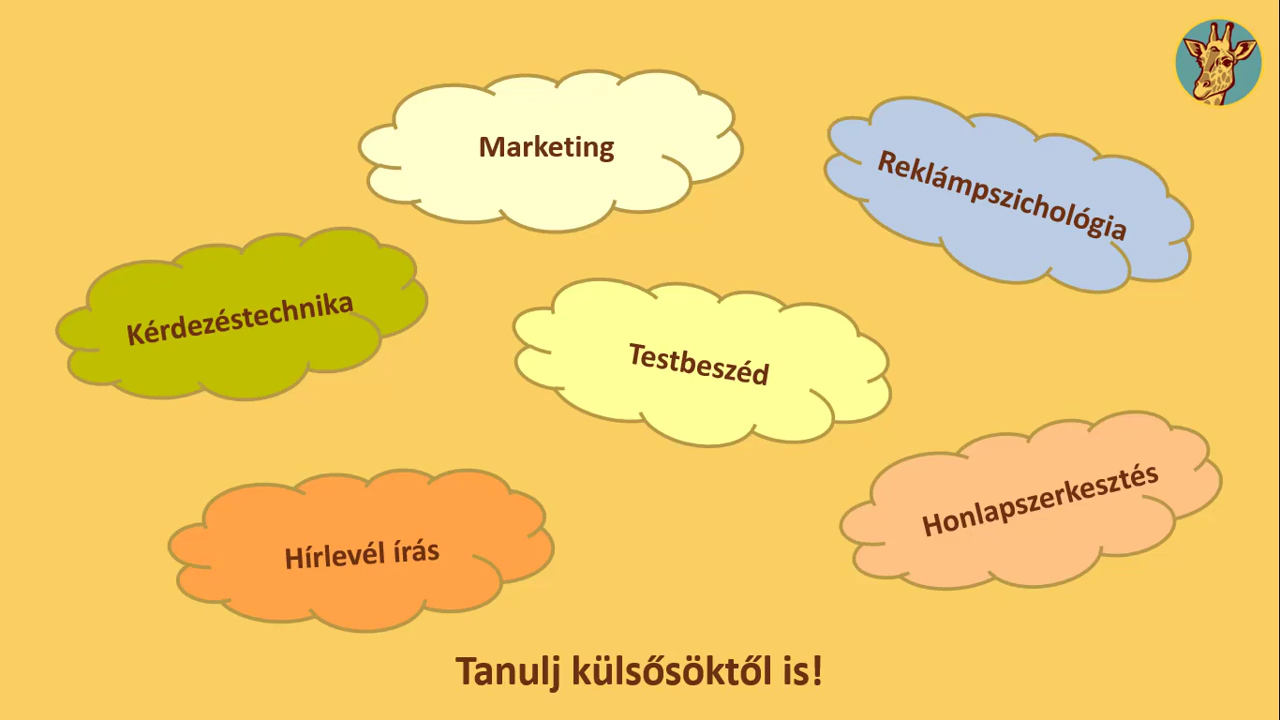 Marketing
Reklámpszichológia
Kérdezéstechnika
Testbeszéd
Honlapszerkesztés
Hírlevél írás
Tanulj külsősöktől is!